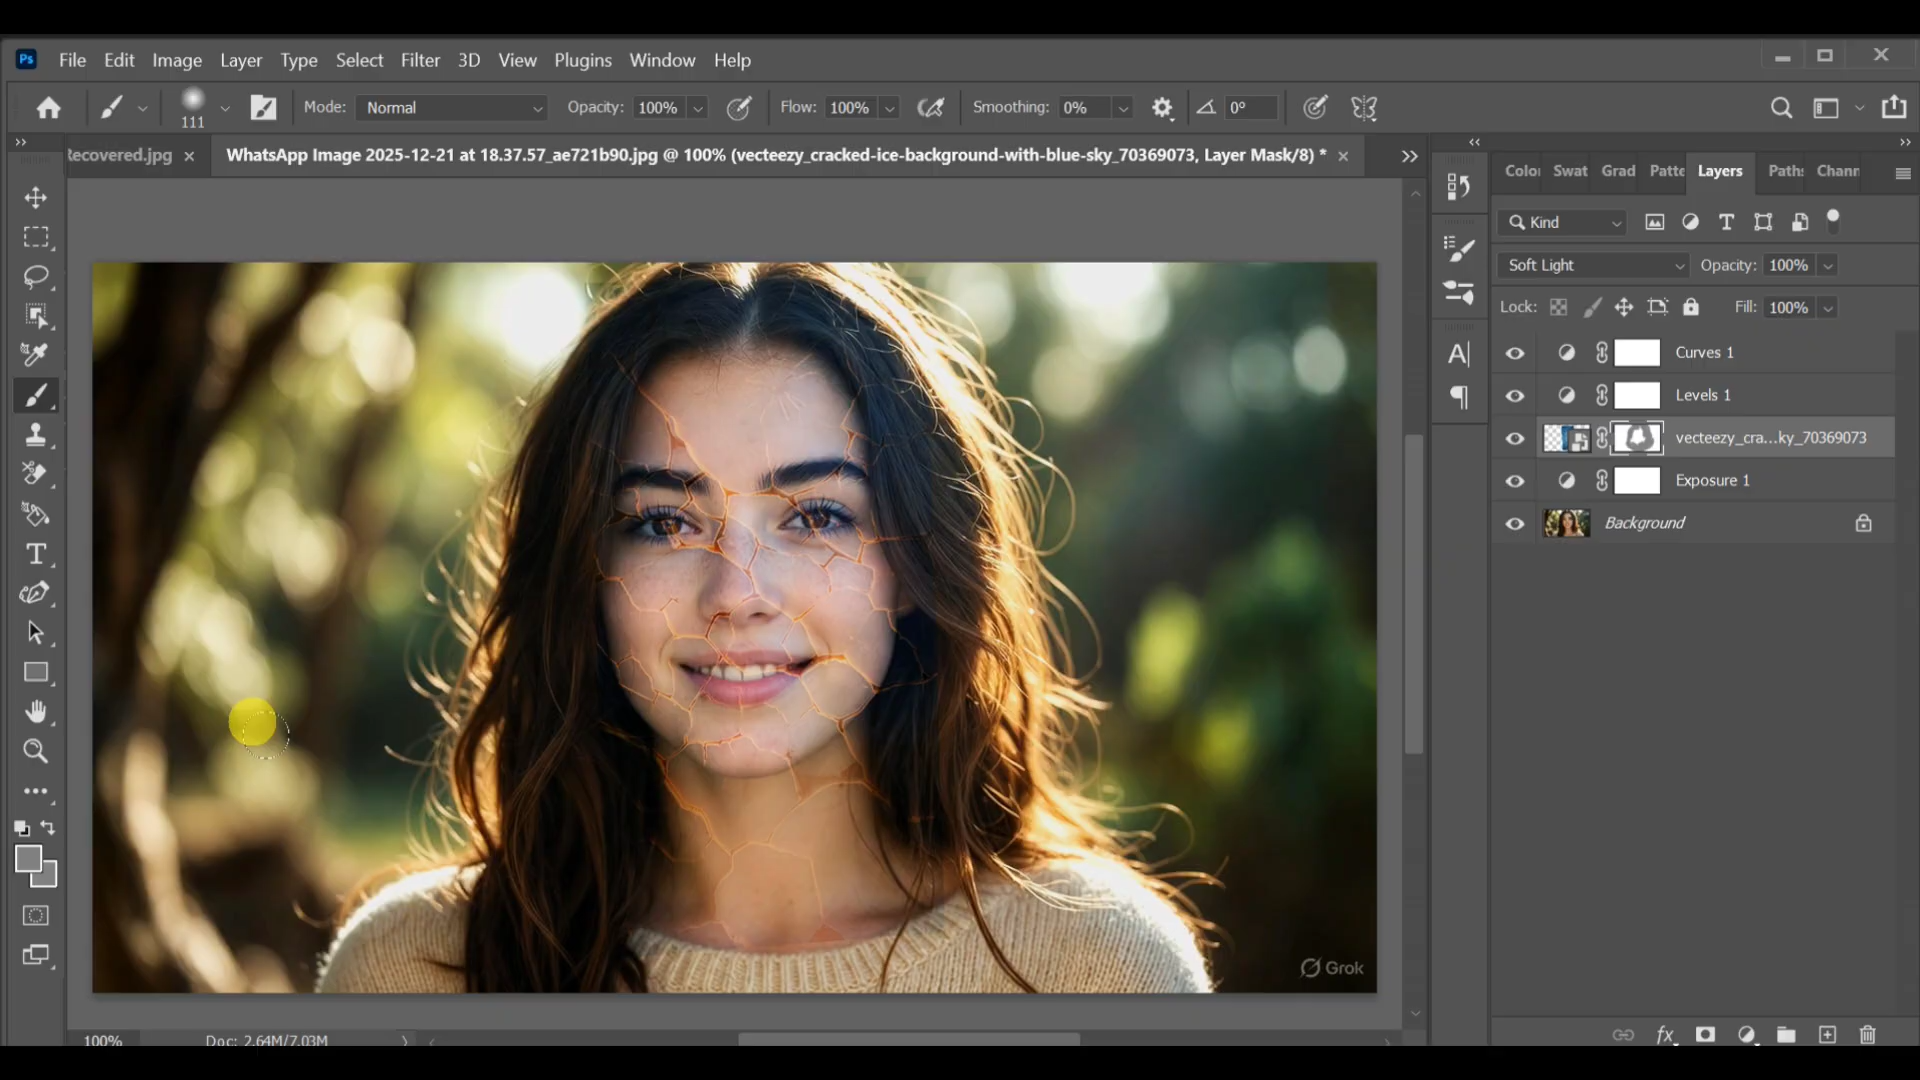 Ps File Edit Image Layer Type Select Filter 3D View Plugins Window Help
111 Mode: Normal Opacity: 100% Flow: 100% Smoothing: 0% 0°
Recovered.jpg × WhatsApp Image 2025-12-21 at 18.37.57_ae721b90.jpg @ 100% (vecteezy_cracked-ice-background-with-blue-sky_70369073, Layer Mask/8) * ×
Color Swat Grad Patte Layers Paths Chann
Kind
Soft Light Opacity: 100%
Lock: Fill: 100%
Curves 1
Levels 1
vecteezy_cra...ky_70369073
Exposure 1
Background
Grok
100% Doc: 2.64M/7.03M
fx